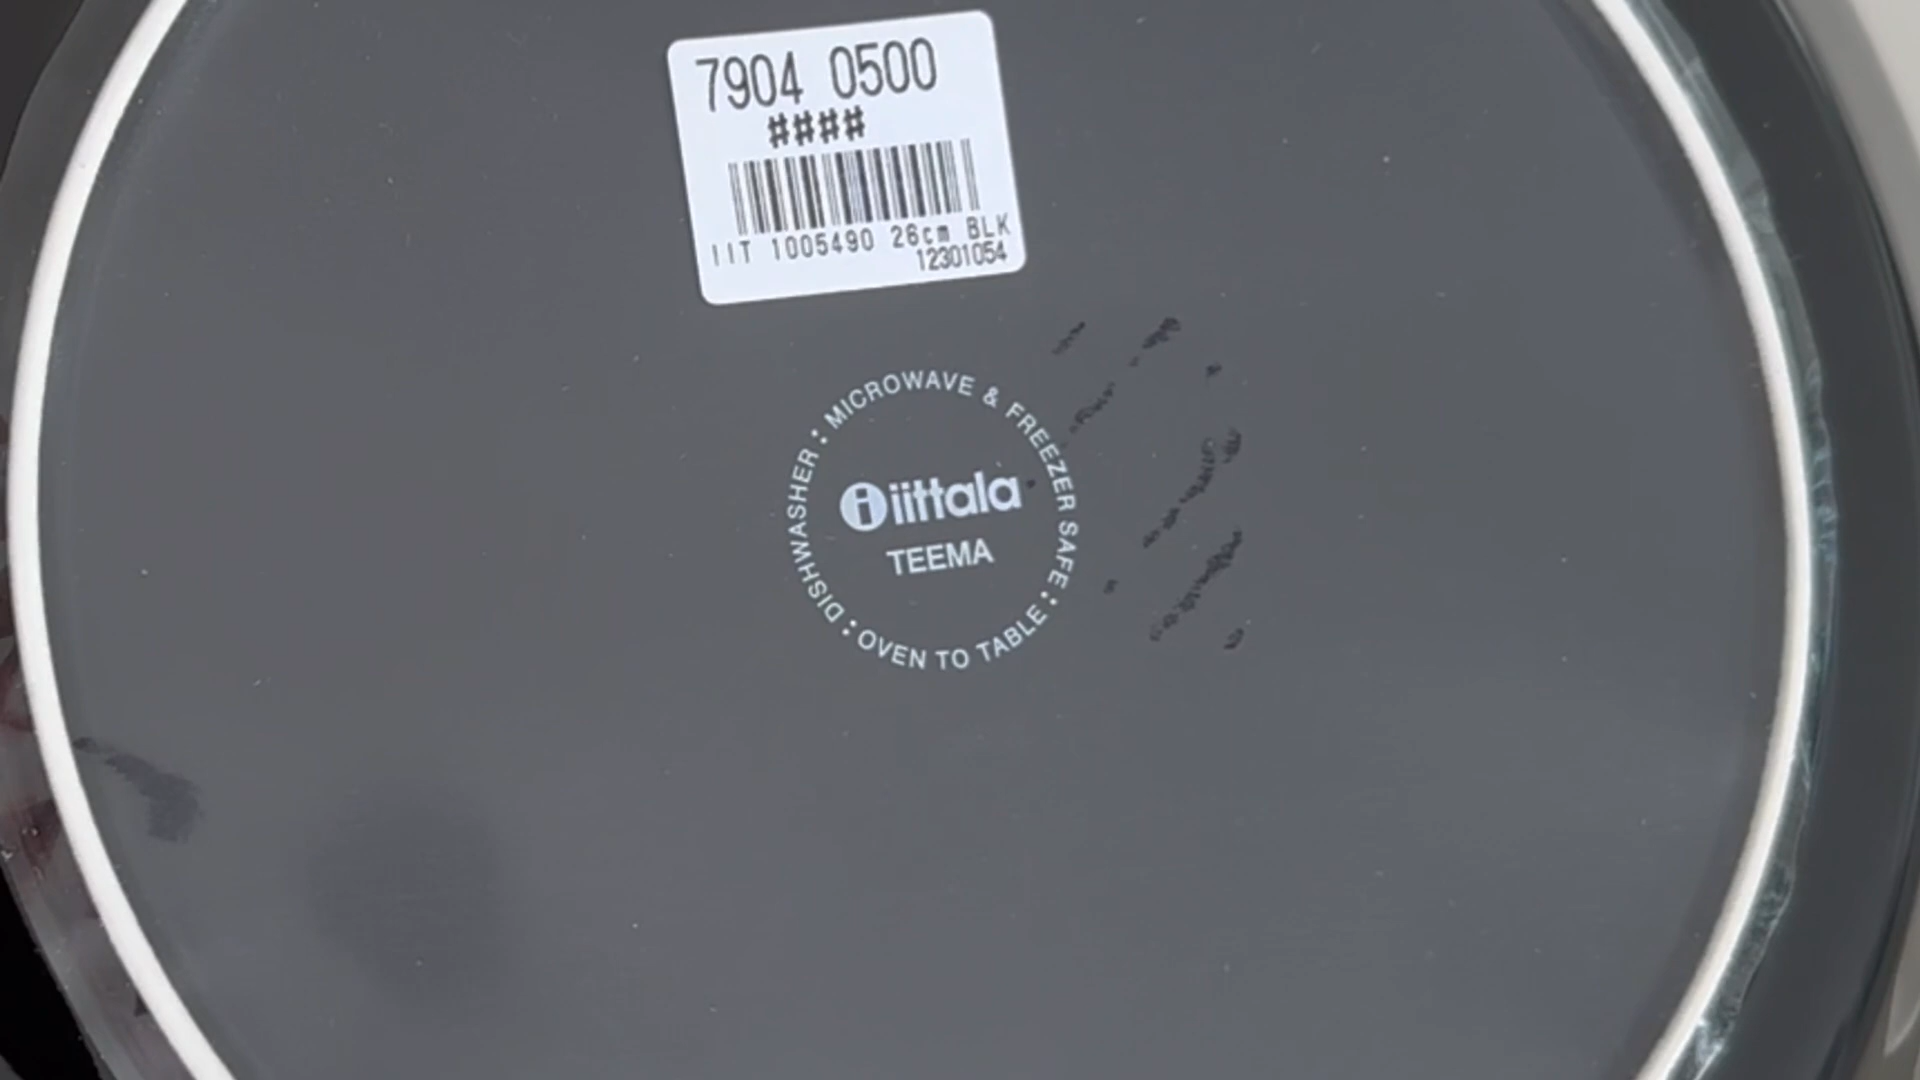 7904 0500
####
IIT 1005490 26cm BLK
12301054
MICROWAVE & FREEZER SAFE : OVEN TO TABLE : DISHWASHER :
iittala
TEEMA